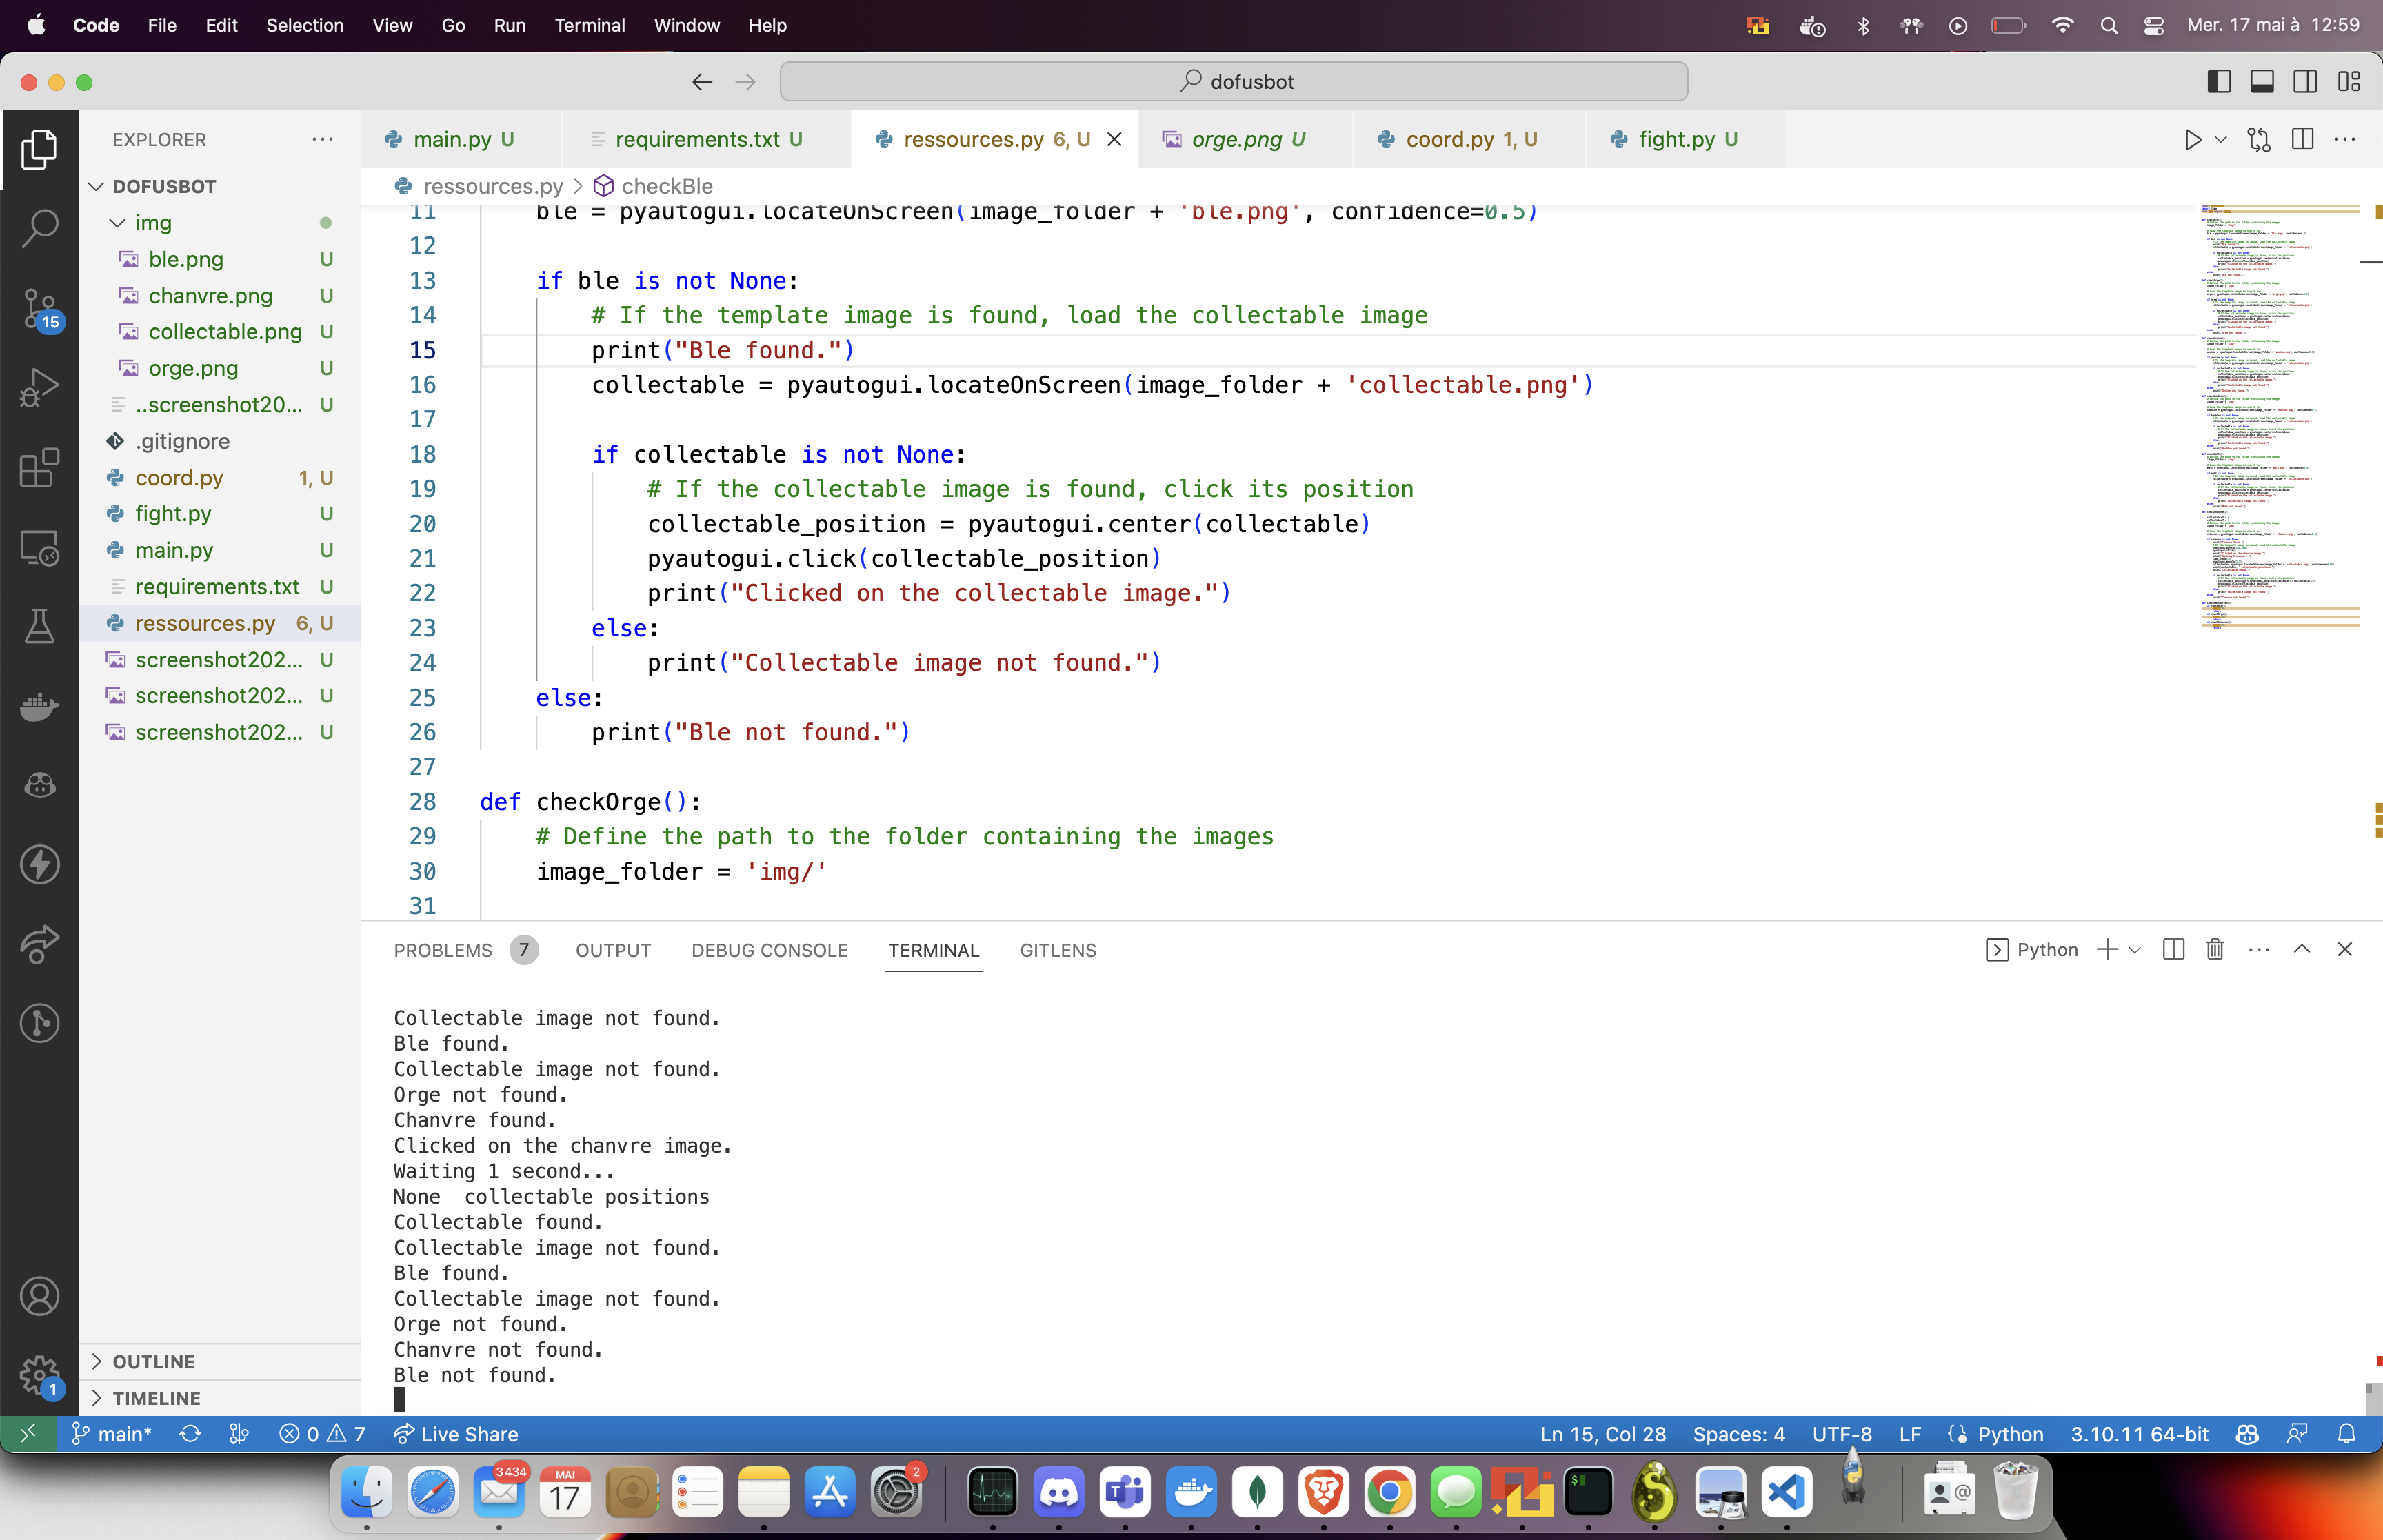 Code File Edit Selection View Go Run Terminal Window Help Mer. 17 mai à 12:59
dofusbot
EXPLORER
main.py U
requirements.txt U
ressources.py 6, U
orge.png U
coord.py 1, U
fight.py U
ressources.py > checkBle
DOFUSBOT
img
ble.png U
chanvre.png U
collectable.png U
orge.png U
..screenshot20... U
.gitignore
coord.py 1, U
fight.py U
main.py U
requirements.txt U
ressources.py 6, U
screenshot202... U
screenshot202... U
screenshot202... U
OUTLINE
TIMELINE
15
1
11 ble = pyautogui.locateOnScreen(image_folder + 'ble.png', confidence=0.5)
12
13 if ble is not None:
14 # If the template image is found, load the collectable image
15 print("Ble found.")
16 collectable = pyautogui.locateOnScreen(image_folder + 'collectable.png')
17
18 if collectable is not None:
19 # If the collectable image is found, click its position
20 collectable_position = pyautogui.center(collectable)
21 pyautogui.click(collectable_position)
22 print("Clicked on the collectable image.")
23 else:
24 print("Collectable image not found.")
25 else:
26 print("Ble not found.")
27
28 def checkOrge():
29 # Define the path to the folder containing the images
30 image_folder = 'img/'
31
PROBLEMS 7 OUTPUT DEBUG CONSOLE TERMINAL GITLENS Python
Collectable image not found.
Ble found.
Collectable image not found.
Orge not found.
Chanvre found.
Clicked on the chanvre image.
Waiting 1 second...
None  collectable positions
Collectable found.
Collectable image not found.
Ble found.
Collectable image not found.
Orge not found.
Chanvre not found.
Ble not found.
main* 0 7 Live Share Ln 15, Col 28 Spaces: 4 UTF-8 LF Python 3.10.11 64-bit
3434
MAI
17
2